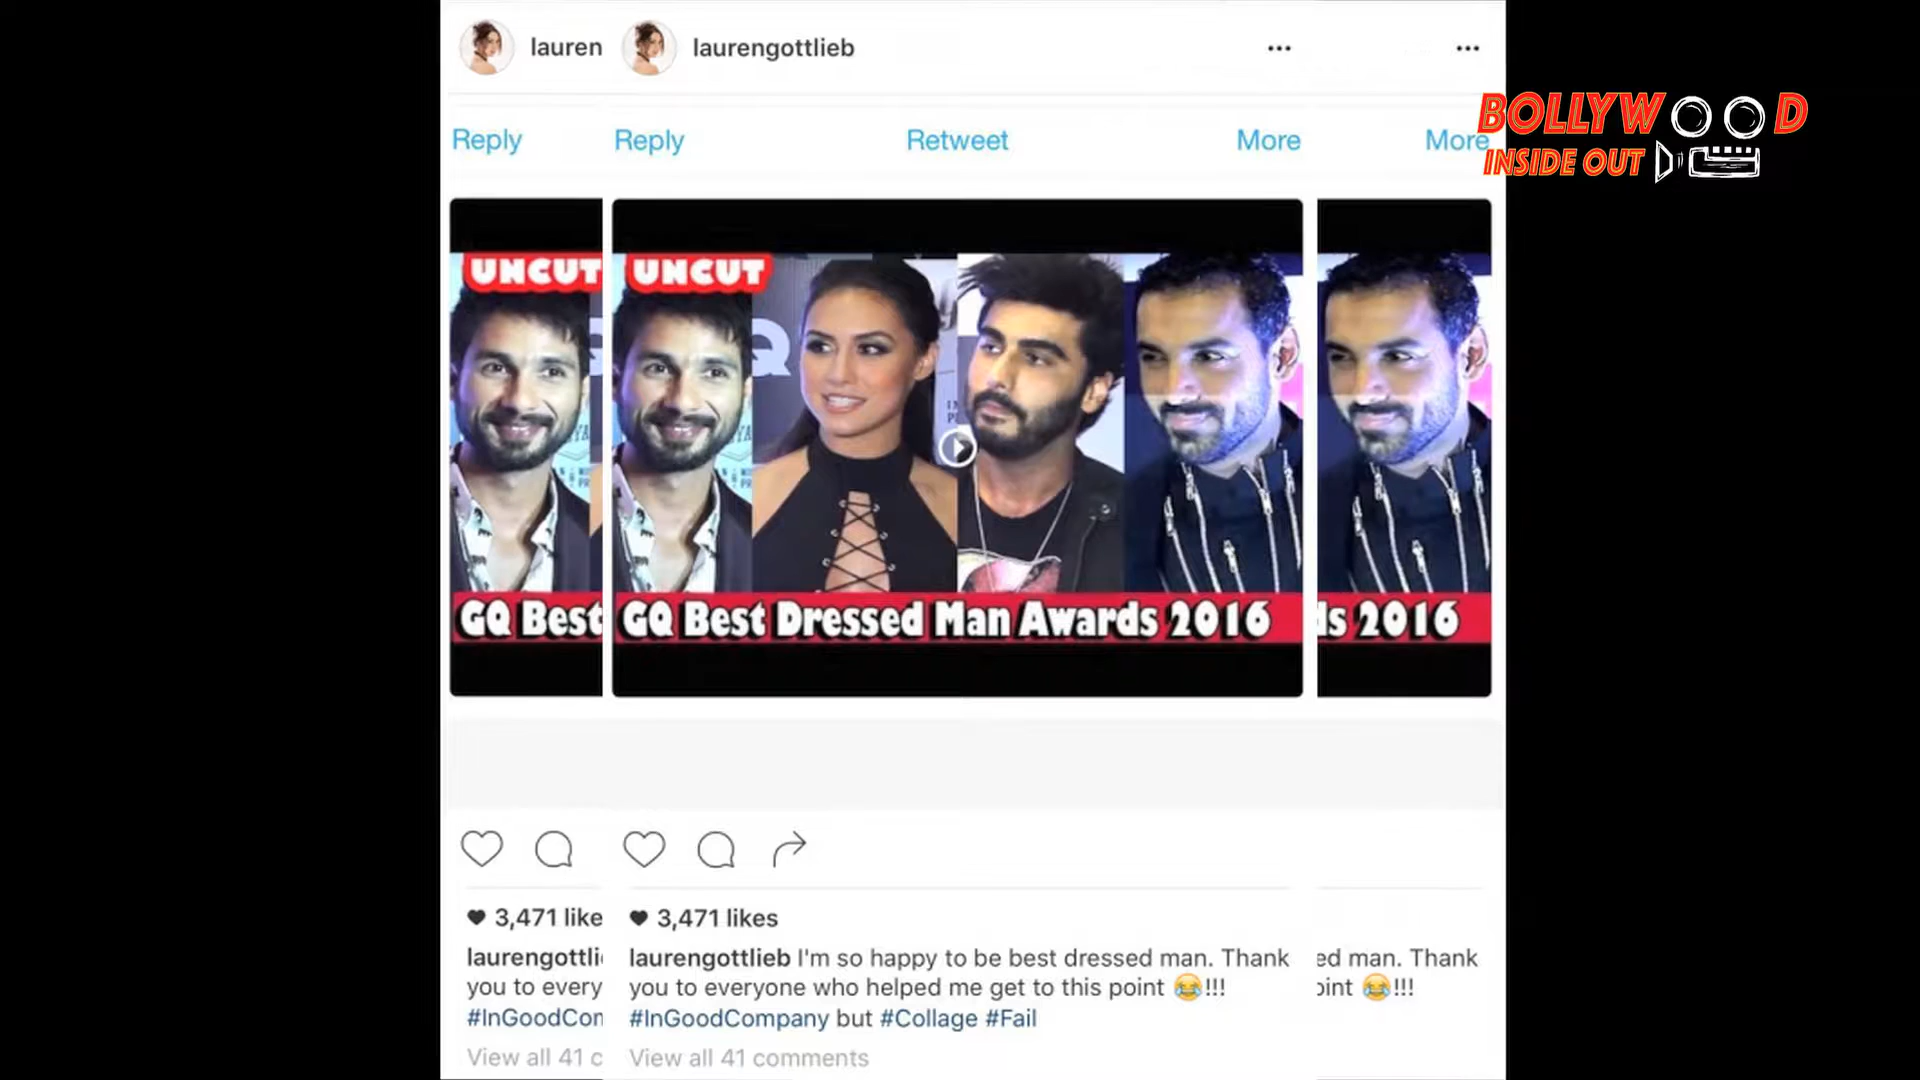 lauren
laurengottlieb
BOLLYWOOD
INSIDE OUT
Reply
Reply
Retweet
More
More
UNCUT
UNCUT
GQ Best
GQ Best Dressed Man Awards 2016
ds 2016
3,471 like
3,471 likes
laurengottli
laurengottlieb I'm so happy to be best dressed man. Thank
ed man. Thank
you to every
you to everyone who helped me get to this point 😂!!!
oint 😂!!!
#InGoodCon
#InGoodCompany but #Collage #Fail
View all 41 c
View all 41 comments